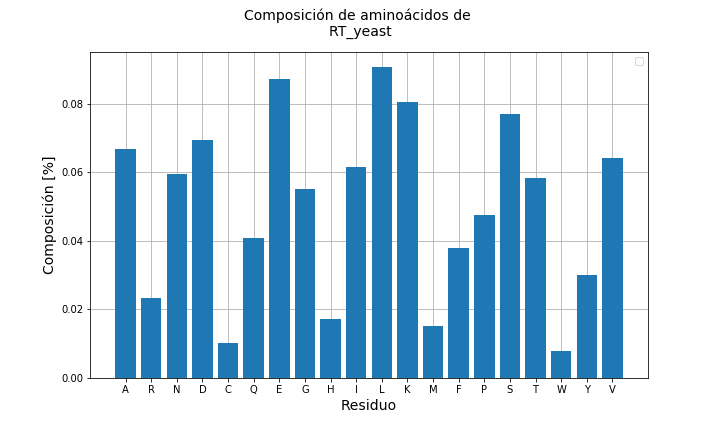 Composición de aminoácidos de
RT_yeast
Composición [%]
0.08
0.06
0.04
0.02
0.00
A R N D C Q E G H I L K M F P S T W Y V
Residuo